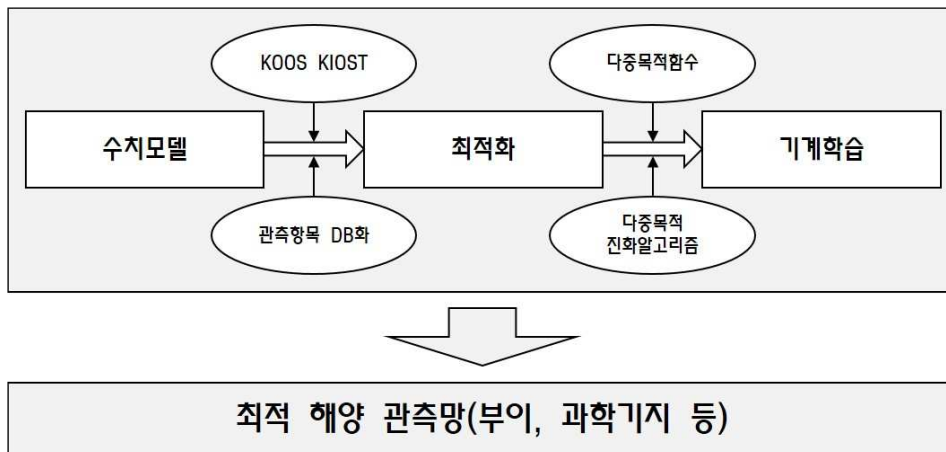 KOOS KIOST
다중목적함수
수치모델
최적화
기계학습
관측항목 DB화
다중목적
진화알고리즘
최적 해양 관측망(부이, 과학기지 등)